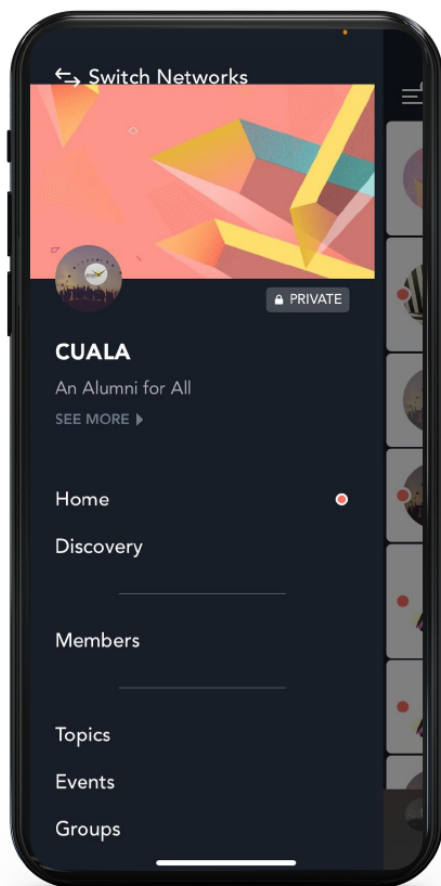 Switch Networks
PRIVATE
CUALA
An Alumni for All
SEE MORE
Home
Discovery
Members
Topics
Events
Groups